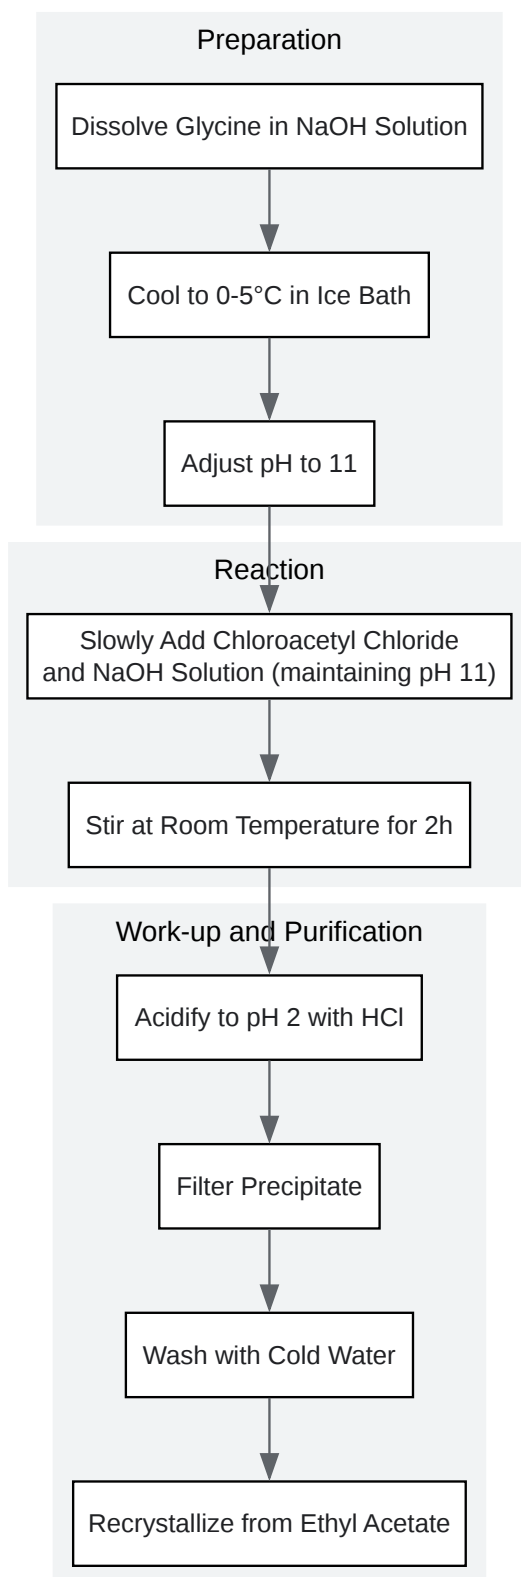 Preparation
Dissolve Glycine in NaOH Solution
Cool to 0-5°C in Ice Bath
Adjust pH to 11
Reaction
Slowly Add Chloroacetyl Chloride
and NaOH Solution (maintaining pH 11)
Stir at Room Temperature for 2h
Work-up and Purification
Acidify to pH 2 with HCl
Filter Precipitate
Wash with Cold Water
Recrystallize from Ethyl Acetate